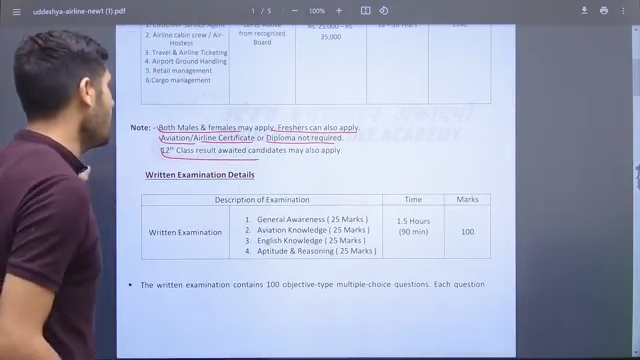 uddeshya-airline-new1 (1).pdf
1 / 5
100%
1. Customer Service Agent
2. Airline cabin crew / Air-
Hostess
3. Travel & Airline Ticketing
4. Airport Ground Handling
5. Retail management
6.Cargo management
from recognized
Board
Rs. 25,000 – Rs
35,000
Note: - Both Males & females may apply. Freshers can also apply.
Aviation/Airline Certificate or Diploma not required.
12th Class result awaited candidates may also apply.
Written Examination Details
Description of Examination
Time
Marks
Written Examination
1. General Awareness ( 25 Marks )
2. Aviation Knowledge ( 25 Marks )
3. English Knowledge ( 25 Marks )
4. Aptitude & Reasoning ( 25 Marks )
1.5 Hours
(90 min)
100
• The written examination contains 100 objective-type multiple-choice questions. Each question